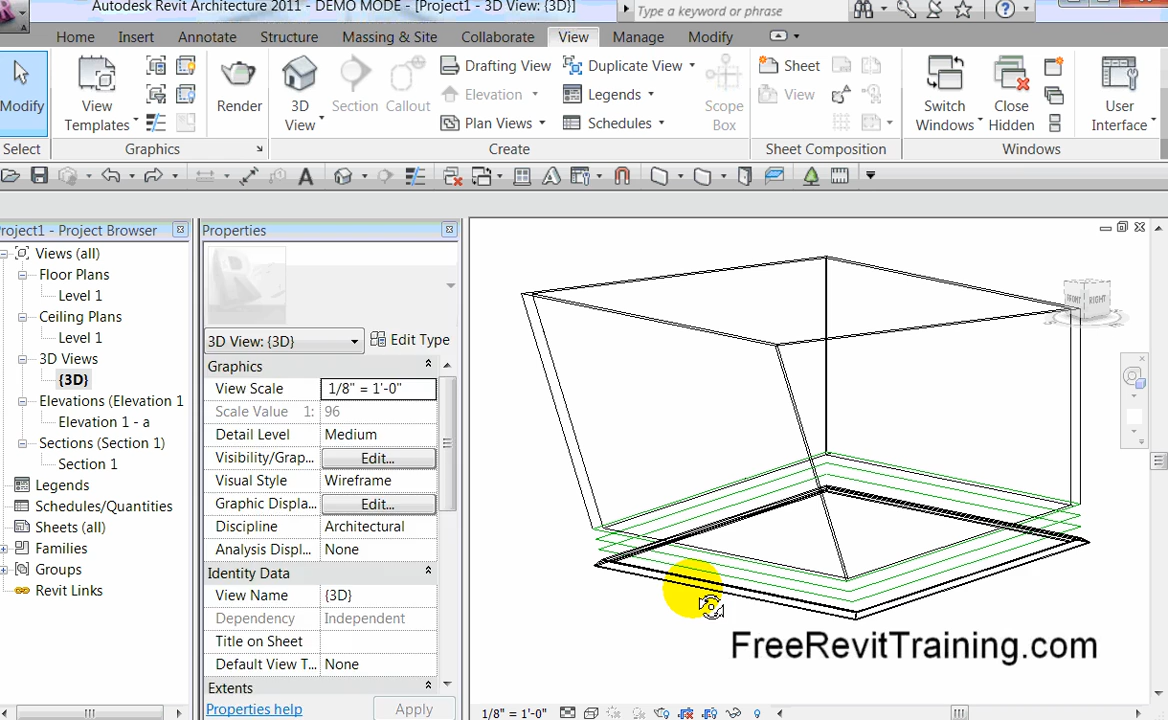 Autodesk Revit Architecture 2011 - DEMO MODE - [Project1 - 3D View: {3D}]
Type a keyword or phrase
Home Insert Annotate Structure Massing & Site Collaborate View Manage Modify
Modify
View Templates
Render
3D View
Section
Callout
Drafting View
Elevation
Plan Views
Duplicate View
Legends
Schedules
Scope Box
Sheet
View
Switch Windows
Close Hidden
User Interface
Select Graphics Create Sheet Composition Windows
Project1 - Project Browser
Views (all)
Floor Plans
Level 1
Ceiling Plans
Level 1
3D Views
{3D}
Elevations (Elevation 1
Elevation 1 - a
Sections (Section 1)
Section 1
Legends
Schedules/Quantities
Sheets (all)
Families
Groups
Revit Links
Properties
3D View: {3D} Edit Type
Graphics
View Scale 1/8" = 1'-0"
Scale Value 1: 96
Detail Level Medium
Visibility/Grap... Edit...
Visual Style Wireframe
Graphic Displa... Edit...
Discipline Architectural
Analysis Displ... None
Identity Data
View Name {3D}
Dependency Independent
Title on Sheet
Default View T... None
Extents
Properties help Apply
FRONT RIGHT
FreeRevitTraining.com
1/8" = 1'-0"